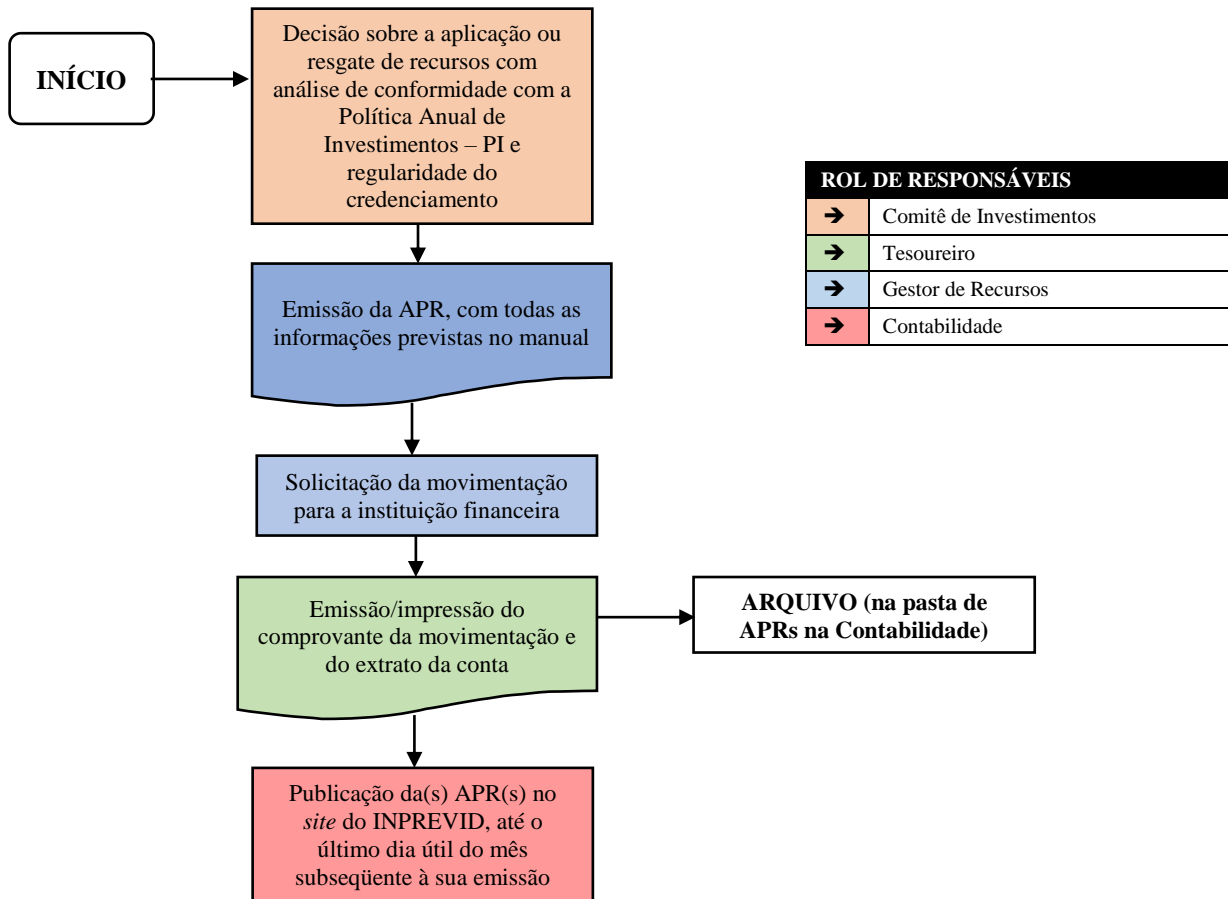 INÍCIO
Decisão sobre a aplicação ou
resgate de recursos com
análise de conformidade com a
Política Anual de
Investimentos – PI e
regularidade do
credenciamento
ROL DE RESPONSÁVEIS
➔ Comitê de Investimentos
➔ Tesoureiro
➔ Gestor de Recursos
➔ Contabilidade
Emissão da APR, com todas as
informações previstas no manual
Solicitação da movimentação
para a instituição financeira
Emissão/impressão do
comprovante da movimentação e
do extrato da conta
ARQUIVO (na pasta de
APRs na Contabilidade)
Publicação da(s) APR(s) no
site do INPREVID, até o
último dia útil do mês
subseqüente à sua emissão